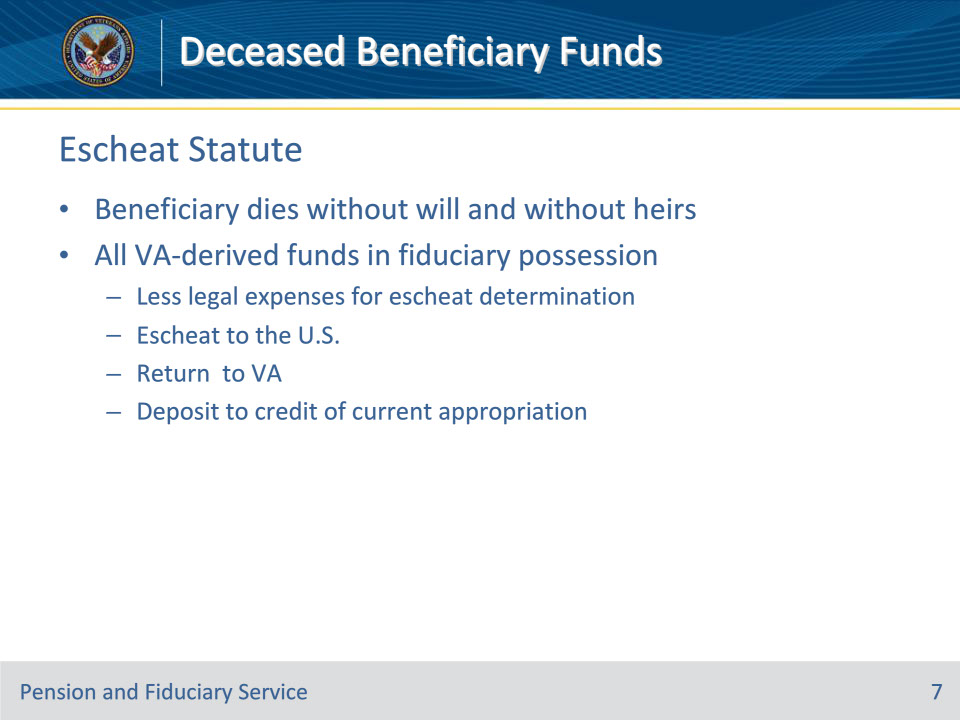 Deceased Beneficiary Funds
Escheat Statute
• Beneficiary dies without will and without heirs
• All VA-derived funds in fiduciary possession
– Less legal expenses for escheat determination
– Escheat to the U.S.
– Return  to VA
– Deposit to credit of current appropriation
Pension and Fiduciary Service
7